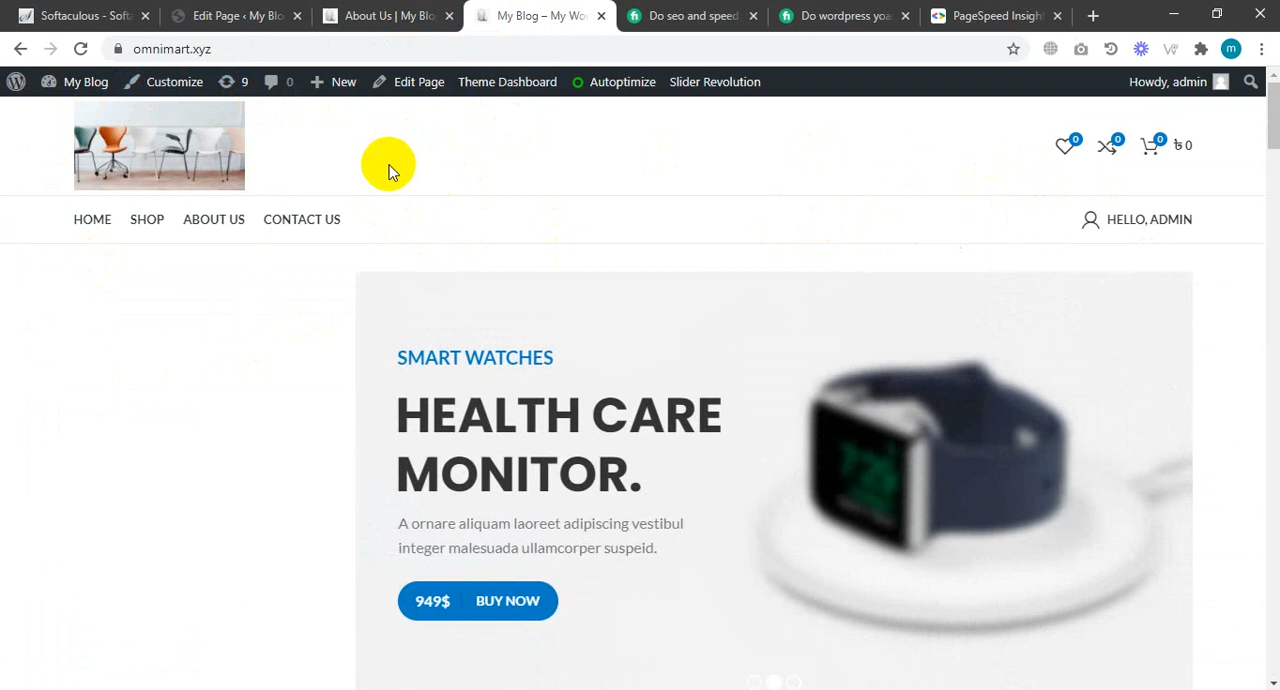 Softaculous - Softa
Edit Page ‹ My Blo
About Us | My Blo
My Blog – My Wo
Do seo and speed
Do wordpress yoa
PageSpeed Insigh
omnimart.xyz
m
My Blog
Customize
9
0
New
Edit Page
Theme Dashboard
Autoptimize
Slider Revolution
Howdy, admin
0
0
0
৳ 0
HOME
SHOP
ABOUT US
CONTACT US
HELLO, ADMIN
SMART WATCHES
HEALTH CARE
MONITOR.
A ornare aliquam laoreet adipiscing vestibul
integer malesuada ullamcorper suspeid.
949$
BUY NOW